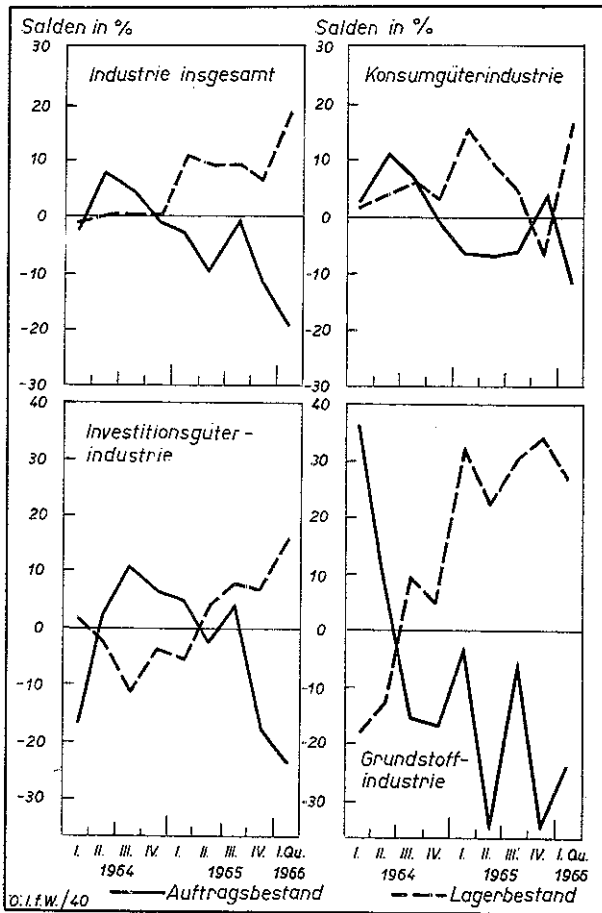 Salden in %
Salden in %
Industrie insgesamt
Konsumgüterindustrie
30
20
10
0
-10
-20
-30
30
20
10
0
-10
-20
-30
Investitionsgüter-
industrie
40
30
20
10
0
-10
-20
-30
40
30
20
10
0
-10
-20
-30
Grundstoff-
industrie
I. II. III. IV. I. II. III. IV. I.Qu.
1964 1965 1966
I. II. III. IV. I. II. III. IV. I. Qu.
1964 1965 1966
Ö.I.f.W./40
Auftragsbestand
Lagerbestand